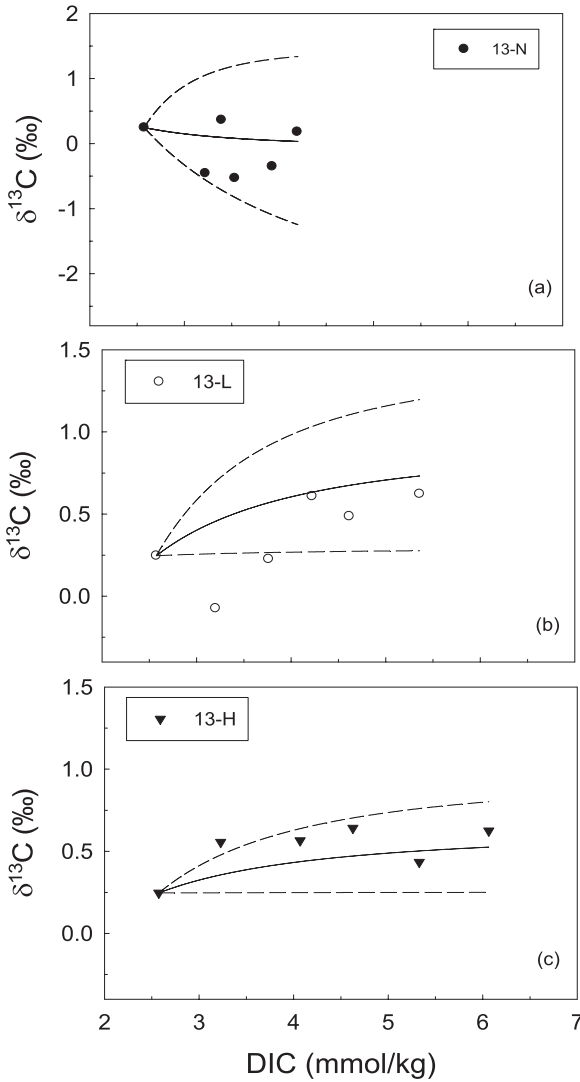 2
13-N
1
0
-1
-2
δ13C (‰)
(a)
1.5
13-L
1.0
0.5
0.0
δ13C (‰)
(b)
1.5
13-H
1.0
0.5
0.0
δ13C (‰)
(c)
2 3 4 5 6 7
DIC (mmol/kg)